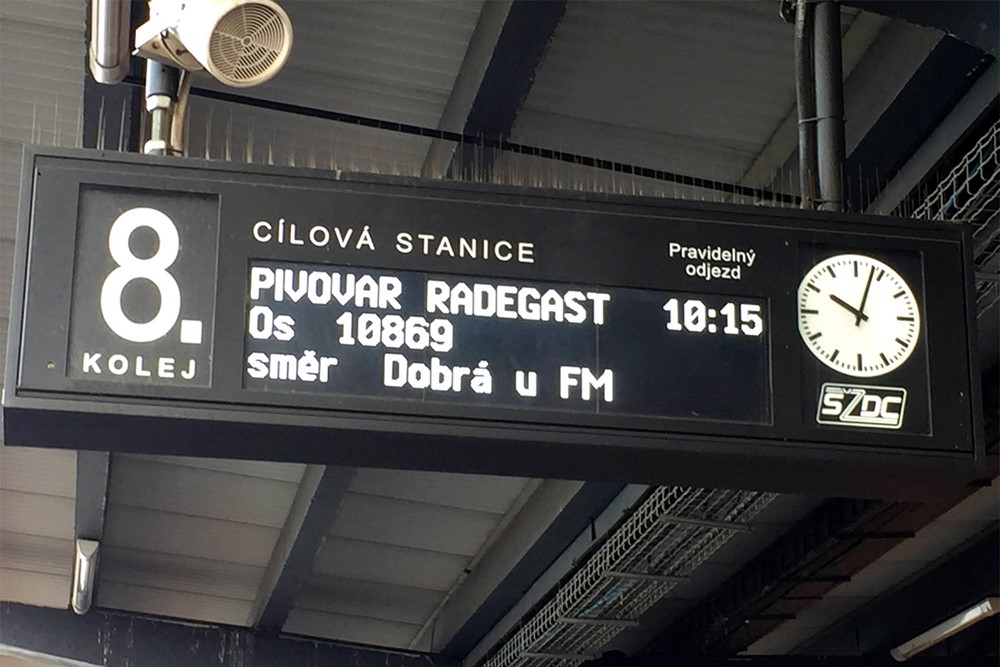 8.
KOLEJ
CÍLOVÁ STANICE
Pravidelný
odjezd
PIVOVAR RADEGAST 10:15
Os 10869
směr Dobrá u FM
SŽDC